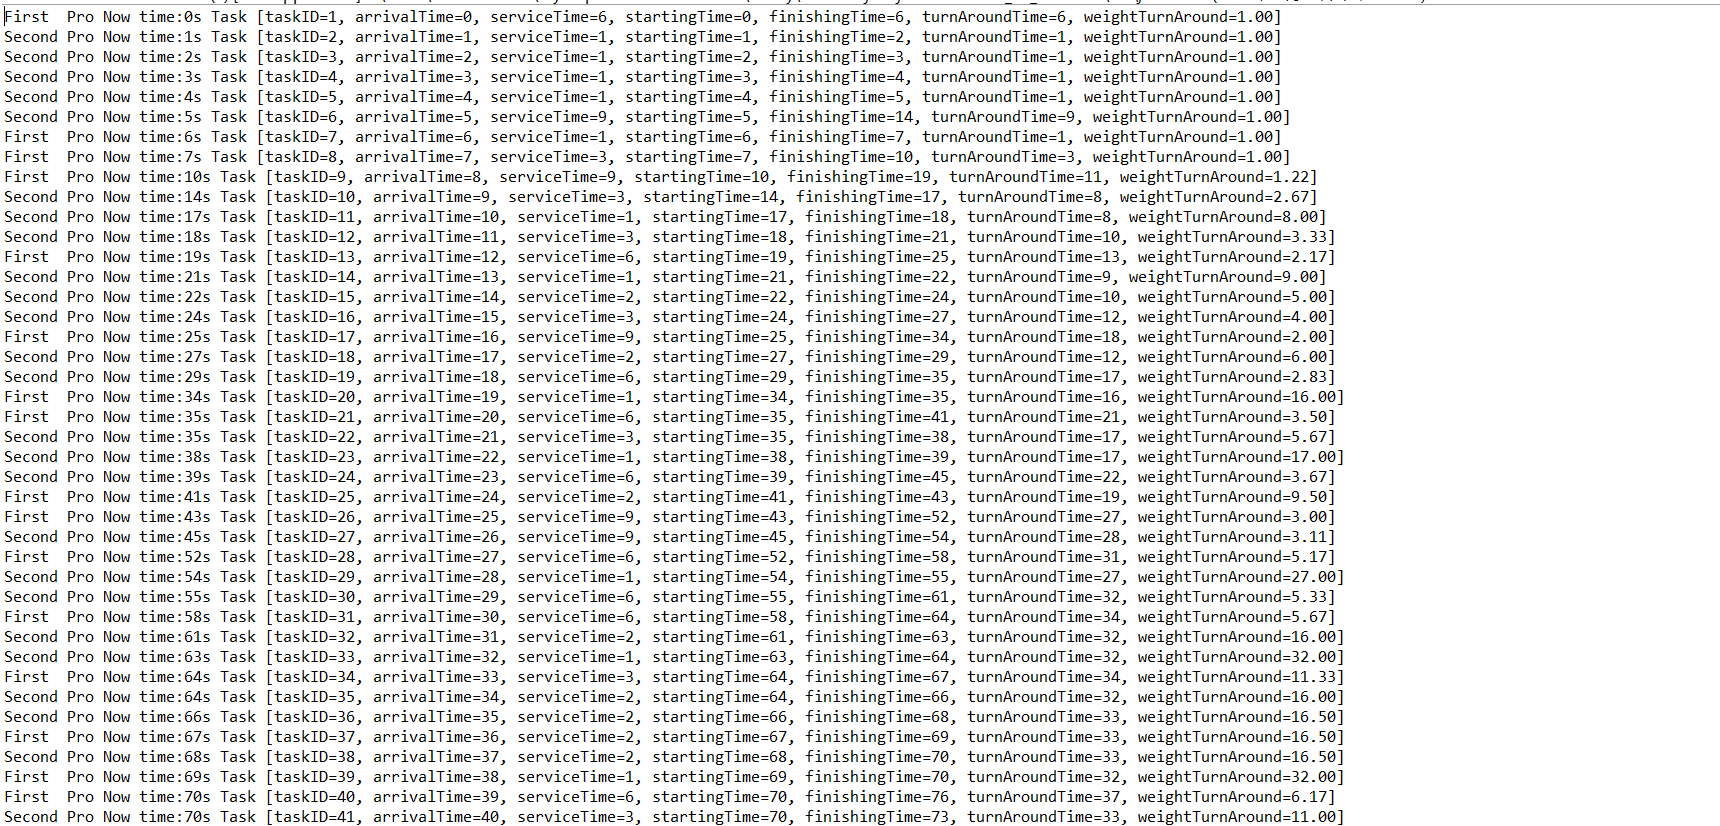 First  Pro Now time:0s Task [taskID=1, arrivalTime=0, serviceTime=6, startingTime=0, finishingTime=6, turnAroundTime=6, weightTurnAround=1.00]
Second Pro Now time:1s Task [taskID=2, arrivalTime=1, serviceTime=1, startingTime=1, finishingTime=2, turnAroundTime=1, weightTurnAround=1.00]
Second Pro Now time:2s Task [taskID=3, arrivalTime=2, serviceTime=1, startingTime=2, finishingTime=3, turnAroundTime=1, weightTurnAround=1.00]
Second Pro Now time:3s Task [taskID=4, arrivalTime=3, serviceTime=1, startingTime=3, finishingTime=4, turnAroundTime=1, weightTurnAround=1.00]
Second Pro Now time:4s Task [taskID=5, arrivalTime=4, serviceTime=1, startingTime=4, finishingTime=5, turnAroundTime=1, weightTurnAround=1.00]
Second Pro Now time:5s Task [taskID=6, arrivalTime=5, serviceTime=9, startingTime=5, finishingTime=14, turnAroundTime=9, weightTurnAround=1.00]
First  Pro Now time:6s Task [taskID=7, arrivalTime=6, serviceTime=1, startingTime=6, finishingTime=7, turnAroundTime=1, weightTurnAround=1.00]
First  Pro Now time:7s Task [taskID=8, arrivalTime=7, serviceTime=3, startingTime=7, finishingTime=10, turnAroundTime=3, weightTurnAround=1.00]
First  Pro Now time:10s Task [taskID=9, arrivalTime=8, serviceTime=9, startingTime=10, finishingTime=19, turnAroundTime=11, weightTurnAround=1.22]
Second Pro Now time:14s Task [taskID=10, arrivalTime=9, serviceTime=3, startingTime=14, finishingTime=17, turnAroundTime=8, weightTurnAround=2.67]
Second Pro Now time:17s Task [taskID=11, arrivalTime=10, serviceTime=1, startingTime=17, finishingTime=18, turnAroundTime=8, weightTurnAround=8.00]
Second Pro Now time:18s Task [taskID=12, arrivalTime=11, serviceTime=3, startingTime=18, finishingTime=21, turnAroundTime=10, weightTurnAround=3.33]
First  Pro Now time:19s Task [taskID=13, arrivalTime=12, serviceTime=6, startingTime=19, finishingTime=25, turnAroundTime=13, weightTurnAround=2.17]
Second Pro Now time:21s Task [taskID=14, arrivalTime=13, serviceTime=1, startingTime=21, finishingTime=22, turnAroundTime=9, weightTurnAround=9.00]
Second Pro Now time:22s Task [taskID=15, arrivalTime=14, serviceTime=2, startingTime=22, finishingTime=24, turnAroundTime=10, weightTurnAround=5.00]
Second Pro Now time:24s Task [taskID=16, arrivalTime=15, serviceTime=3, startingTime=24, finishingTime=27, turnAroundTime=12, weightTurnAround=4.00]
First  Pro Now time:25s Task [taskID=17, arrivalTime=16, serviceTime=9, startingTime=25, finishingTime=34, turnAroundTime=18, weightTurnAround=2.00]
Second Pro Now time:27s Task [taskID=18, arrivalTime=17, serviceTime=2, startingTime=27, finishingTime=29, turnAroundTime=12, weightTurnAround=6.00]
Second Pro Now time:29s Task [taskID=19, arrivalTime=18, serviceTime=6, startingTime=29, finishingTime=35, turnAroundTime=17, weightTurnAround=2.83]
First  Pro Now time:34s Task [taskID=20, arrivalTime=19, serviceTime=1, startingTime=34, finishingTime=35, turnAroundTime=16, weightTurnAround=16.00]
First  Pro Now time:35s Task [taskID=21, arrivalTime=20, serviceTime=6, startingTime=35, finishingTime=41, turnAroundTime=21, weightTurnAround=3.50]
Second Pro Now time:35s Task [taskID=22, arrivalTime=21, serviceTime=3, startingTime=35, finishingTime=38, turnAroundTime=17, weightTurnAround=5.67]
Second Pro Now time:38s Task [taskID=23, arrivalTime=22, serviceTime=1, startingTime=38, finishingTime=39, turnAroundTime=17, weightTurnAround=17.00]
Second Pro Now time:39s Task [taskID=24, arrivalTime=23, serviceTime=6, startingTime=39, finishingTime=45, turnAroundTime=22, weightTurnAround=3.67]
First  Pro Now time:41s Task [taskID=25, arrivalTime=24, serviceTime=2, startingTime=41, finishingTime=43, turnAroundTime=19, weightTurnAround=9.50]
First  Pro Now time:43s Task [taskID=26, arrivalTime=25, serviceTime=9, startingTime=43, finishingTime=52, turnAroundTime=27, weightTurnAround=3.00]
Second Pro Now time:45s Task [taskID=27, arrivalTime=26, serviceTime=9, startingTime=45, finishingTime=54, turnAroundTime=28, weightTurnAround=3.11]
First  Pro Now time:52s Task [taskID=28, arrivalTime=27, serviceTime=6, startingTime=52, finishingTime=58, turnAroundTime=31, weightTurnAround=5.17]
Second Pro Now time:54s Task [taskID=29, arrivalTime=28, serviceTime=1, startingTime=54, finishingTime=55, turnAroundTime=27, weightTurnAround=27.00]
Second Pro Now time:55s Task [taskID=30, arrivalTime=29, serviceTime=6, startingTime=55, finishingTime=61, turnAroundTime=32, weightTurnAround=5.33]
First  Pro Now time:58s Task [taskID=31, arrivalTime=30, serviceTime=6, startingTime=58, finishingTime=64, turnAroundTime=34, weightTurnAround=5.67]
Second Pro Now time:61s Task [taskID=32, arrivalTime=31, serviceTime=2, startingTime=61, finishingTime=63, turnAroundTime=32, weightTurnAround=16.00]
Second Pro Now time:63s Task [taskID=33, arrivalTime=32, serviceTime=1, startingTime=63, finishingTime=64, turnAroundTime=32, weightTurnAround=32.00]
First  Pro Now time:64s Task [taskID=34, arrivalTime=33, serviceTime=3, startingTime=64, finishingTime=67, turnAroundTime=34, weightTurnAround=11.33]
Second Pro Now time:64s Task [taskID=35, arrivalTime=34, serviceTime=2, startingTime=64, finishingTime=66, turnAroundTime=32, weightTurnAround=16.00]
Second Pro Now time:66s Task [taskID=36, arrivalTime=35, serviceTime=2, startingTime=66, finishingTime=68, turnAroundTime=33, weightTurnAround=16.50]
First  Pro Now time:67s Task [taskID=37, arrivalTime=36, serviceTime=2, startingTime=67, finishingTime=69, turnAroundTime=33, weightTurnAround=16.50]
Second Pro Now time:68s Task [taskID=38, arrivalTime=37, serviceTime=2, startingTime=68, finishingTime=70, turnAroundTime=33, weightTurnAround=16.50]
First  Pro Now time:69s Task [taskID=39, arrivalTime=38, serviceTime=1, startingTime=69, finishingTime=70, turnAroundTime=32, weightTurnAround=32.00]
First  Pro Now time:70s Task [taskID=40, arrivalTime=39, serviceTime=6, startingTime=70, finishingTime=76, turnAroundTime=37, weightTurnAround=6.17]
Second Pro Now time:70s Task [taskID=41, arrivalTime=40, serviceTime=3, startingTime=70, finishingTime=73, turnAroundTime=33, weightTurnAround=11.00]